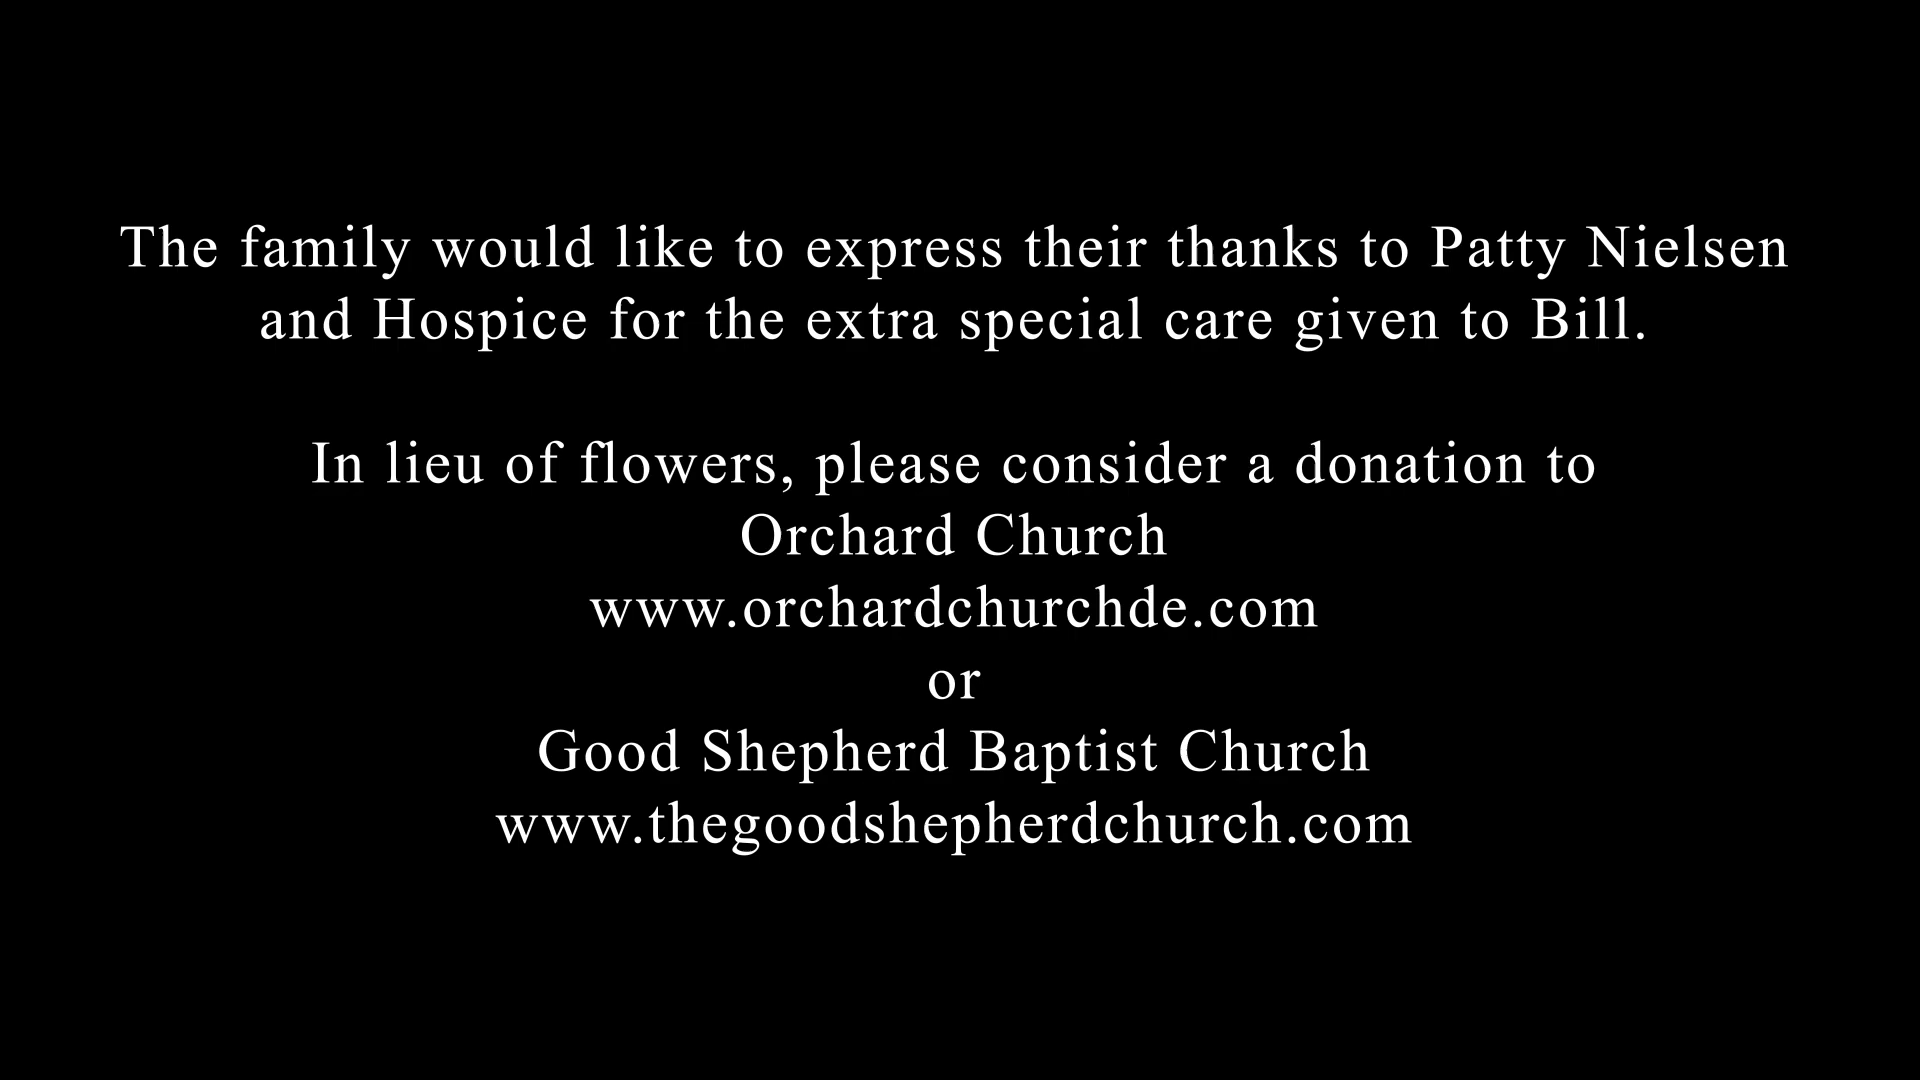 The family would like to express their thanks to Patty Nielsen
and Hospice for the extra special care given to Bill.
In lieu of flowers, please consider a donation to
Orchard Church
www.orchardchurchde.com
or
Good Shepherd Baptist Church
www.thegoodshepherdchurch.com